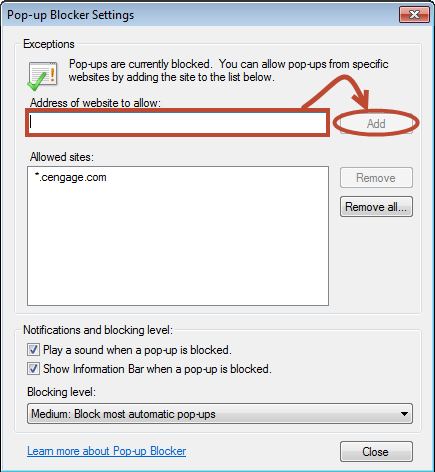 Pop-up Blocker Settings
Exceptions
Pop-ups are currently blocked. You can allow pop-ups from specific
websites by adding the site to the list below.
Address of website to allow:
Add
Allowed sites:
*.cengage.com
Remove
Remove all...
Notifications and blocking level:
Play a sound when a pop-up is blocked.
Show Information Bar when a pop-up is blocked.
Blocking level:
Medium: Block most automatic pop-ups
Learn more about Pop-up Blocker
Close